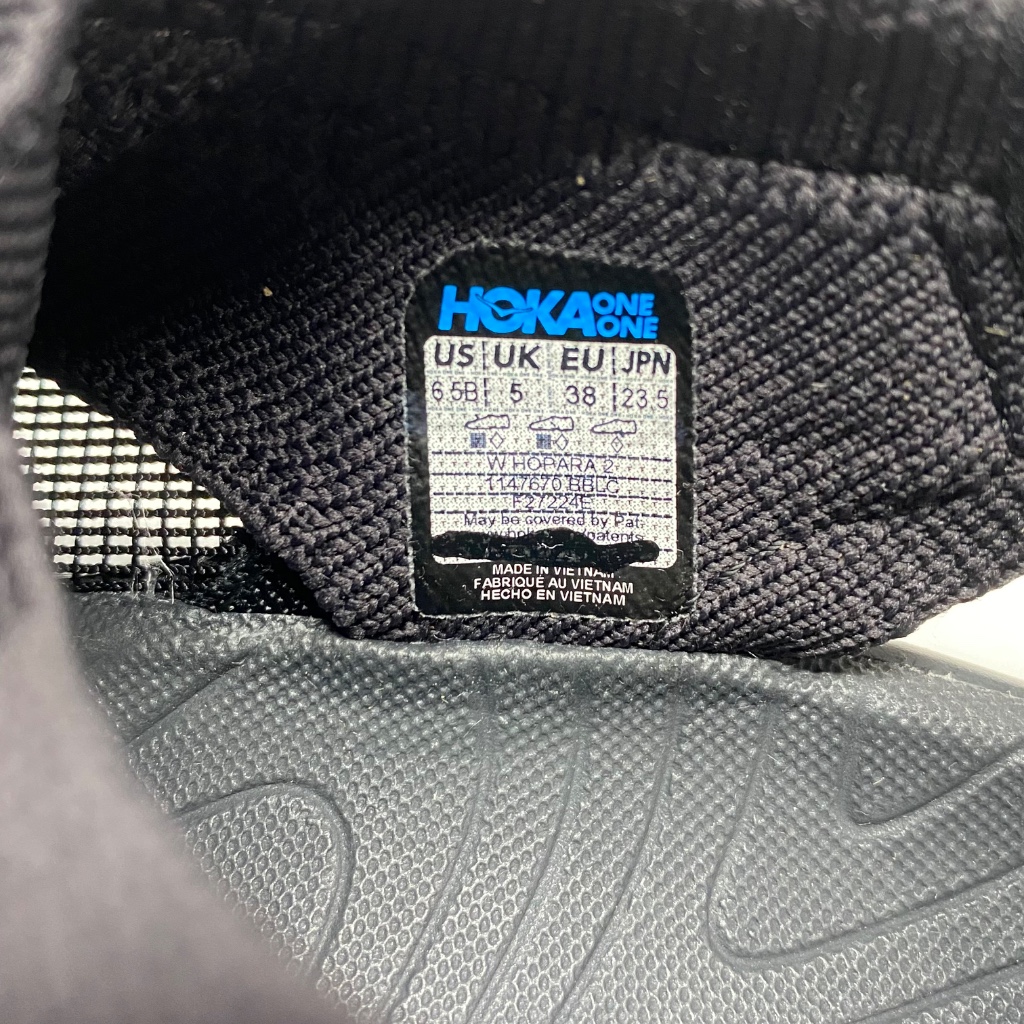 HOKA ONE ONE
US UK EU JPN
6.5B 5 38 23.5
W HOPARA 2
1147670 BBLC
F27224E
May be covered by Pat.
MADE IN VIETNAM
FABRIQUÉ AU VIETNAM
HECHO EN VIETNAM